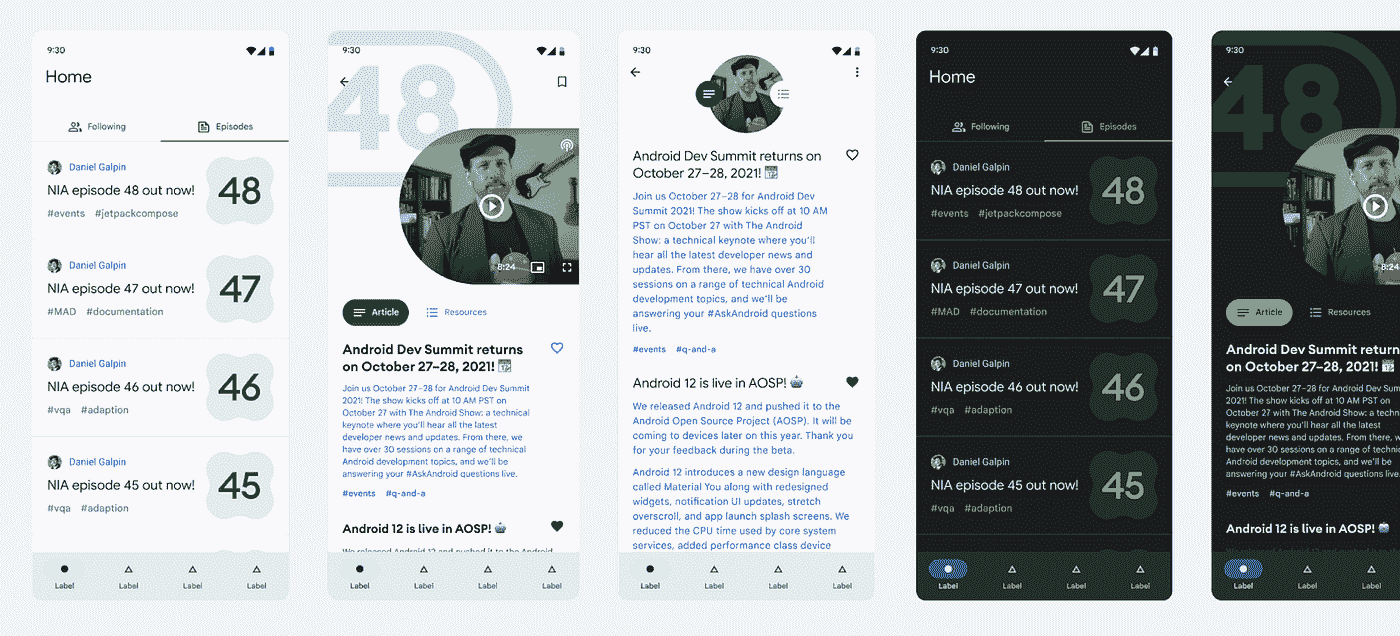 9:30
Home
Following
Episodes
Daniel Galpin
NIA episode 48 out now!
#events #jetpackcompose
48
Daniel Galpin
NIA episode 47 out now!
#MAD #documentation
47
Daniel Galpin
NIA episode 46 out now!
#vqa #adaption
46
Daniel Galpin
NIA episode 45 out now!
#vqa #adaption
45
Label
Label
Label
Label
9:30
48
8:24
Article
Resources
Android Dev Summit returns
on October 27–28, 2021!
Join us October 27–28 for Android Dev Summit
2021! The show kicks off at 10 AM PST on
October 27 with The Android Show: a technical
keynote where you'll hear all the latest
developer news and updates. From there, we
have over 30 sessions on a range of technical
Android development topics, and we'll be
answering your #AskAndroid questions live.
#events #q-and-a
Android 12 is live in AOSP!
We released Android 12 and pushed it to the Android
Label
Label
Label
Label
9:30
Android Dev Summit returns on
October 27–28, 2021!
Join us October 27–28 for Android Dev
Summit 2021! The show kicks off at 10 AM
PST on October 27 with The Android
Show: a technical keynote where you'll
hear all the latest developer news and
updates. From there, we have over 30
sessions on a range of technical Android
development topics, and we'll be
answering your #AskAndroid questions
live.
#events #q-and-a
Android 12 is live in AOSP!
We released Android 12 and pushed it to the
Android Open Source Project (AOSP). It will be
coming to devices later on this year. Thank you
for your feedback during the beta.
Android 12 introduces a new design language
called Material You along with redesigned
widgets, notification UI updates, stretch
overscroll, and app launch splash screens. We
reduced the CPU time used by core system
services, added performance class device
Label
Label
Label
Label
9:30
Home
Following
Episodes
Daniel Galpin
NIA episode 48 out now!
#events #jetpackcompose
48
Daniel Galpin
NIA episode 47 out now!
#MAD #documentation
47
Daniel Galpin
NIA episode 46 out now!
#vqa #adaption
46
Daniel Galpin
NIA episode 45 out now!
#vqa #adaption
45
Label
Label
Label
Label
9:30
48
8:24
Article
Resources
Android Dev Summit returns
on October 27–28, 2021!
Join us October 27–28 for Android Dev
2021! The show kicks off at 10 AM PST on
October 27 with The Android Show: a
keynote where you'll hear all the latest
developer news and updates. From there, we
have over 30 sessions on a range of
Android development topics, and we'll be
answering your #AskAndroid questions live.
#events #q-and-a
Android 12 is live in AOSP!
Label
Label
Label